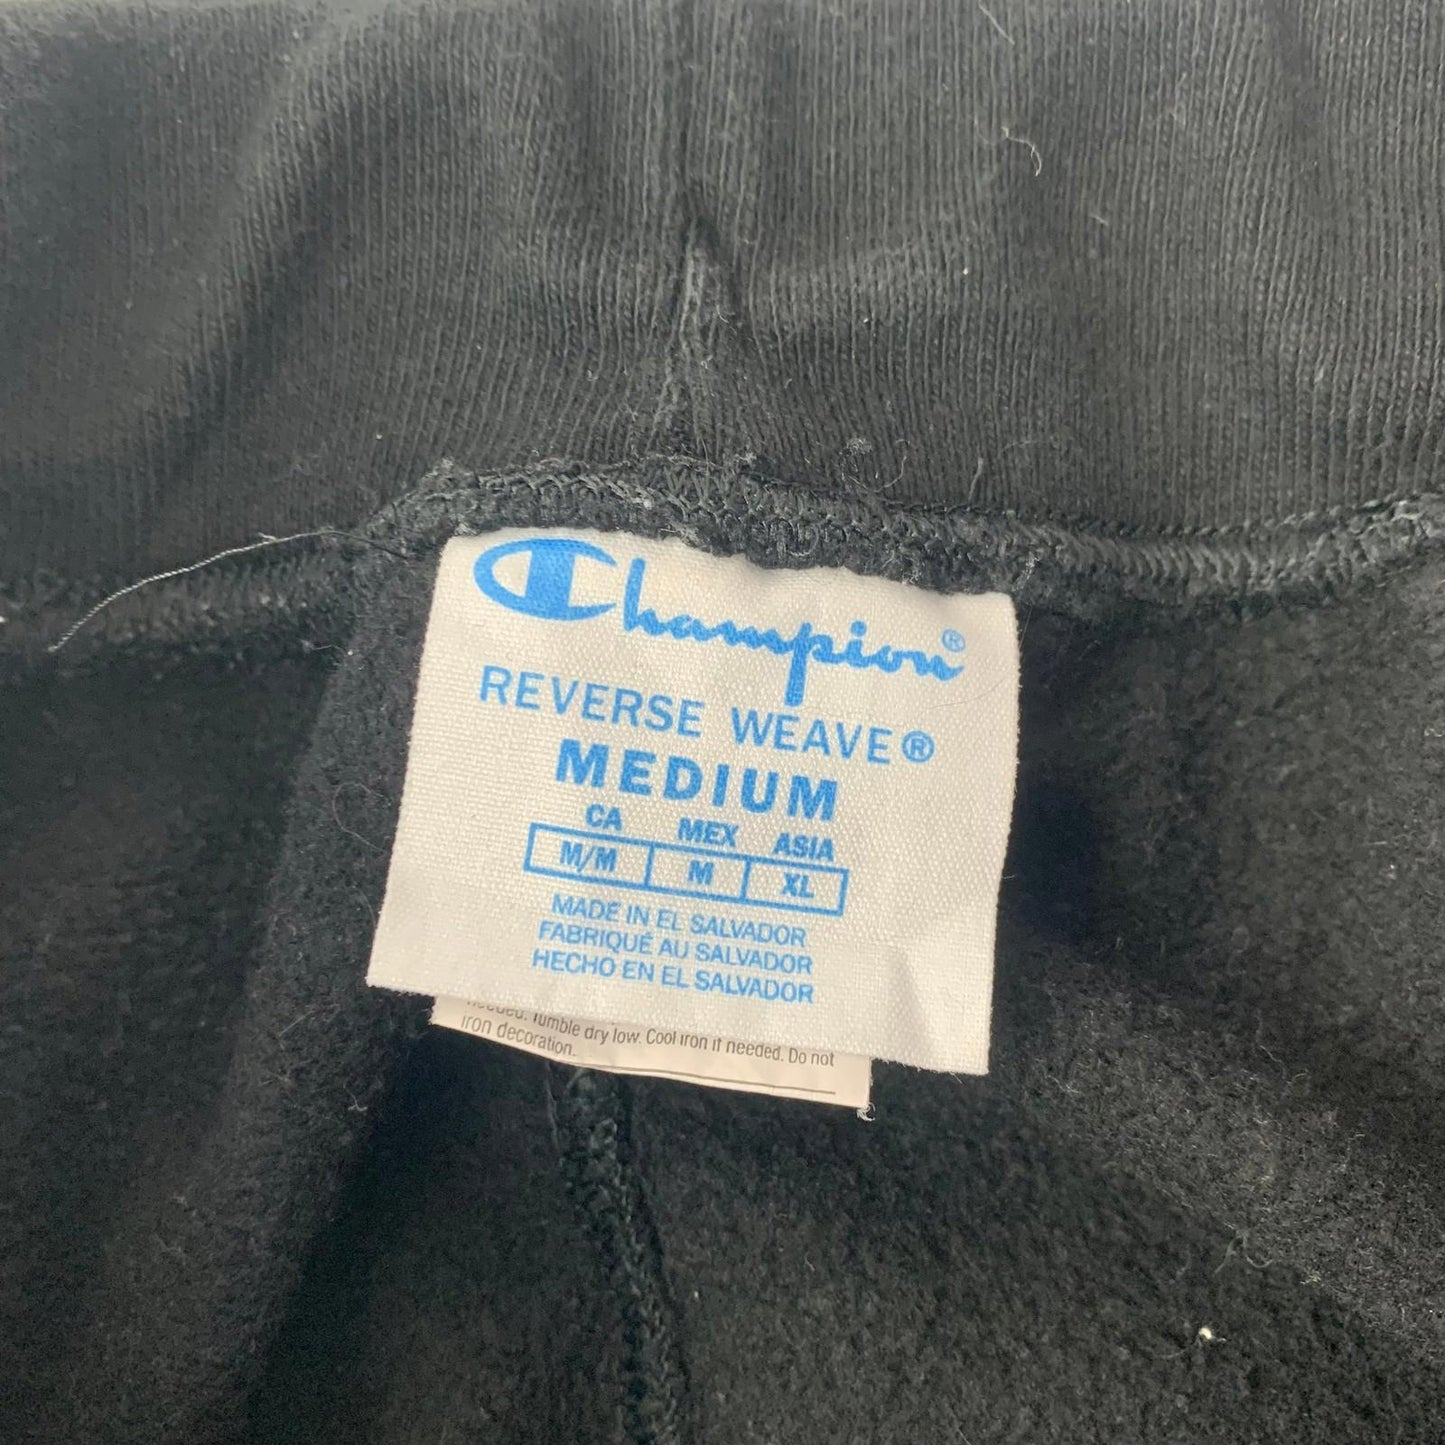 Champion®
REVERSE WEAVE®
MEDIUM
CA MEX ASIA
M/M M XL
MADE IN EL SALVADOR
FABRIQUÉ AU SALVADOR
HECHO EN EL SALVADOR
needed. Tumble dry low. Cool iron if needed. Do not
iron decoration.